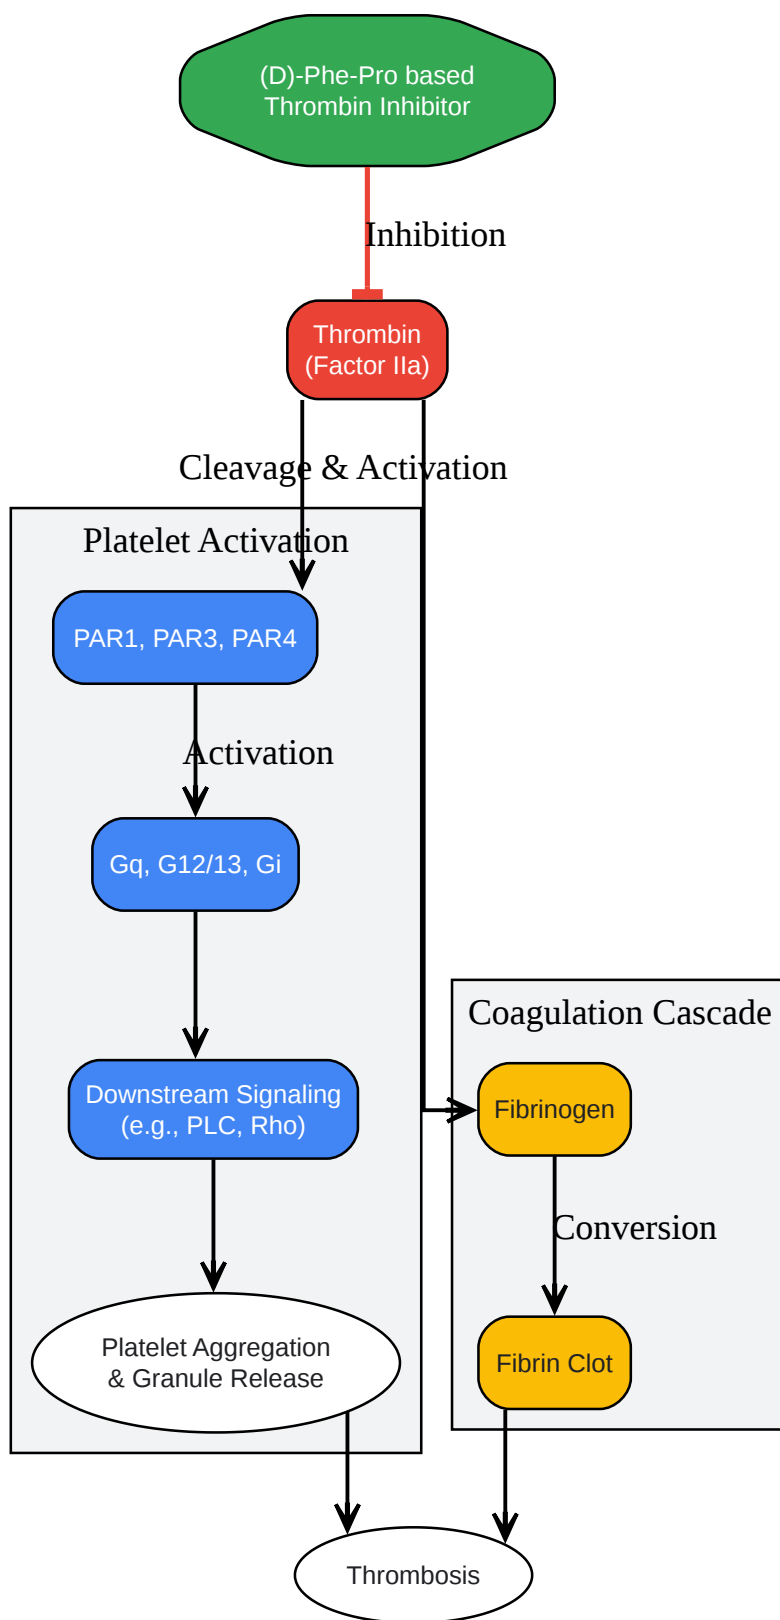 (D)-Phe-Pro based
Thrombin Inhibitor
Inhibition
Thrombin
(Factor IIa)
Cleavage & Activation
Platelet Activation
PAR1, PAR3, PAR4
Activation
Gq, G12/13, Gi
Downstream Signaling
(e.g., PLC, Rho)
Platelet Aggregation
& Granule Release
Coagulation Cascade
Fibrinogen
Conversion
Fibrin Clot
Thrombosis